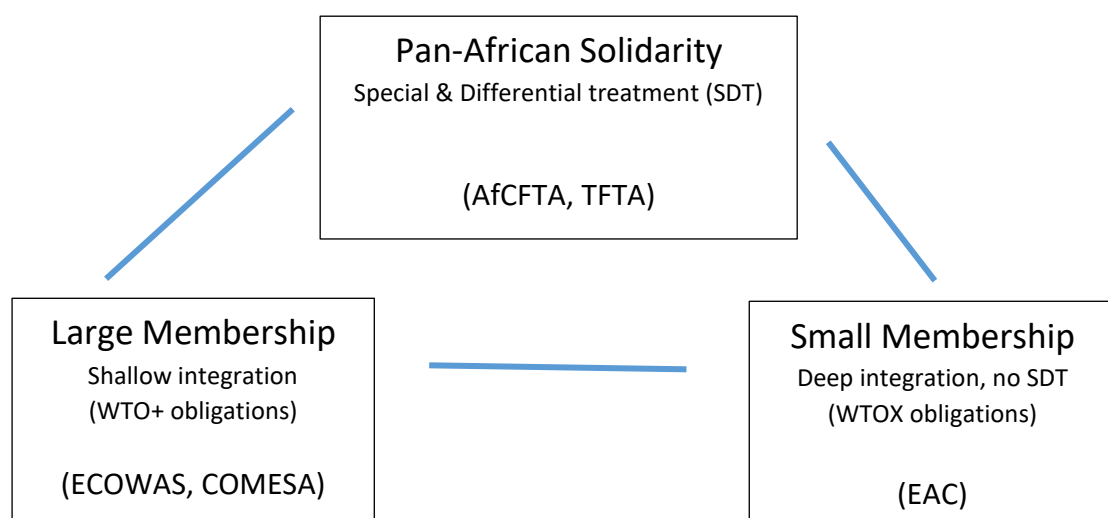 Pan-African Solidarity
Special & Differential treatment (SDT)
(AfCFTA, TFTA)
Large Membership
Shallow integration
(WTO+ obligations)
(ECOWAS, COMESA)
Small Membership
Deep integration, no SDT
(WTOX obligations)
(EAC)